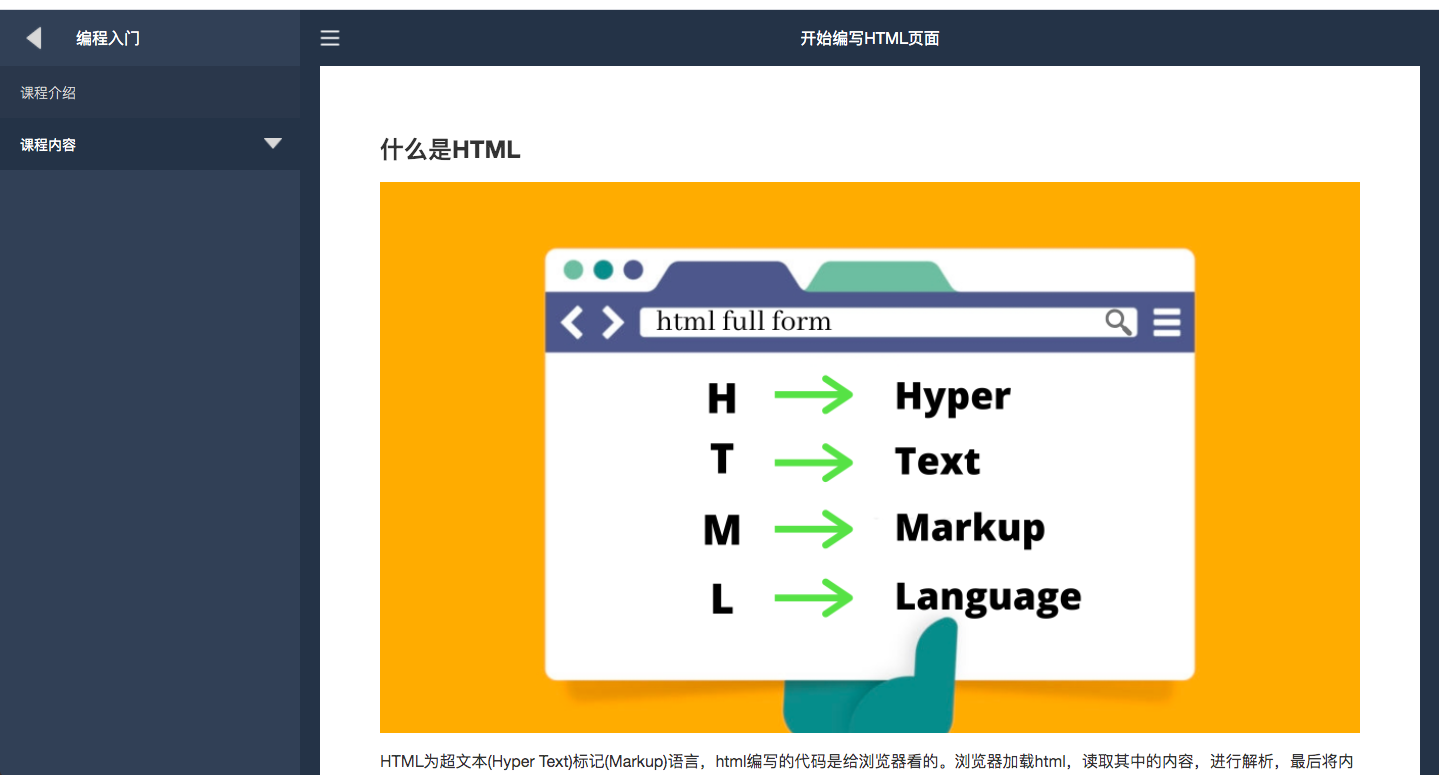 编程入门
开始编写HTML页面
课程介绍
课程内容
什么是HTML
html full form
H Hyper
T Text
M Markup
L Language
HTML为超文本(Hyper Text)标记(Markup)语言，html编写的代码是给浏览器看的。浏览器加载html，读取其中的内容，进行解析，最后将内